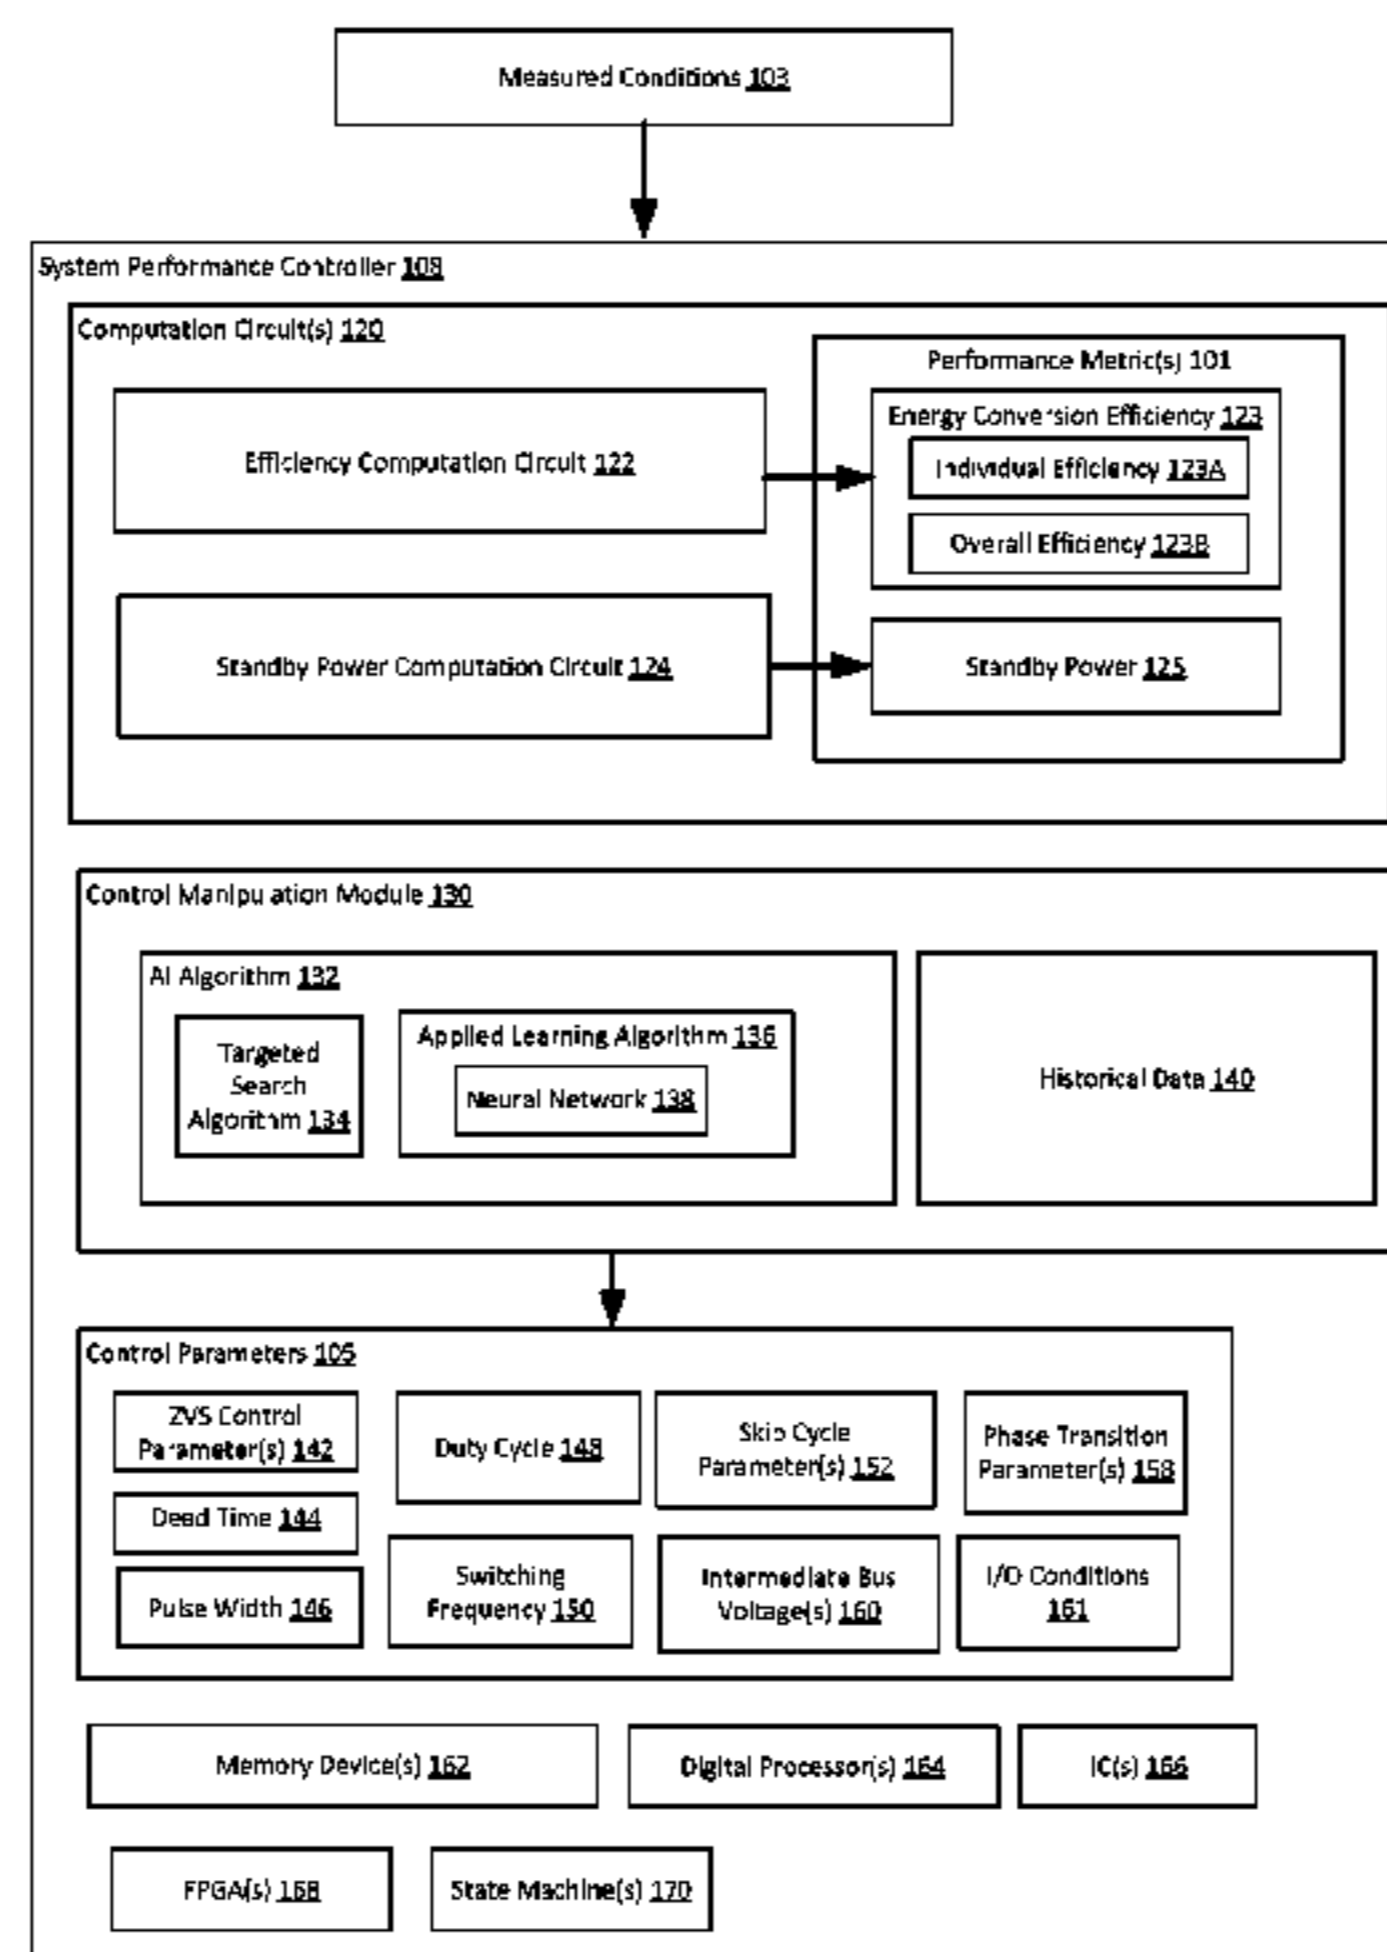 Measured Conditions 103
System Performance Controller 108
Computation Circuit(s) 120
Performance Metric(s) 101
Efficiency Computation Circuit 122
Energy Conversion Efficiency 123
Individual Efficiency 123A
Overall Efficiency 123B
Standby Power Computation Circuit 124
Standby Power 125
Control Manipulation Module 130
AI Algorithm 132
Targeted
Search
Algorithm 134
Applied Learning Algorithm 136
Neural Network 138
Historical Data 140
Control Parameters 105
ZVS Control
Parameter(s) 142
Dead Time 144
Pulse Width 146
Duty Cycle 148
Switching
Frequency 150
Skip Cycle
Parameter(s) 152
Intermediate Bus
Voltage(s) 160
Phase Transition
Parameter(s) 158
I/O Conditions
161
Memory Device(s) 162
Digital Processor(s) 164
IC(s) 166
FPGA(s) 168
State Machine(s) 170